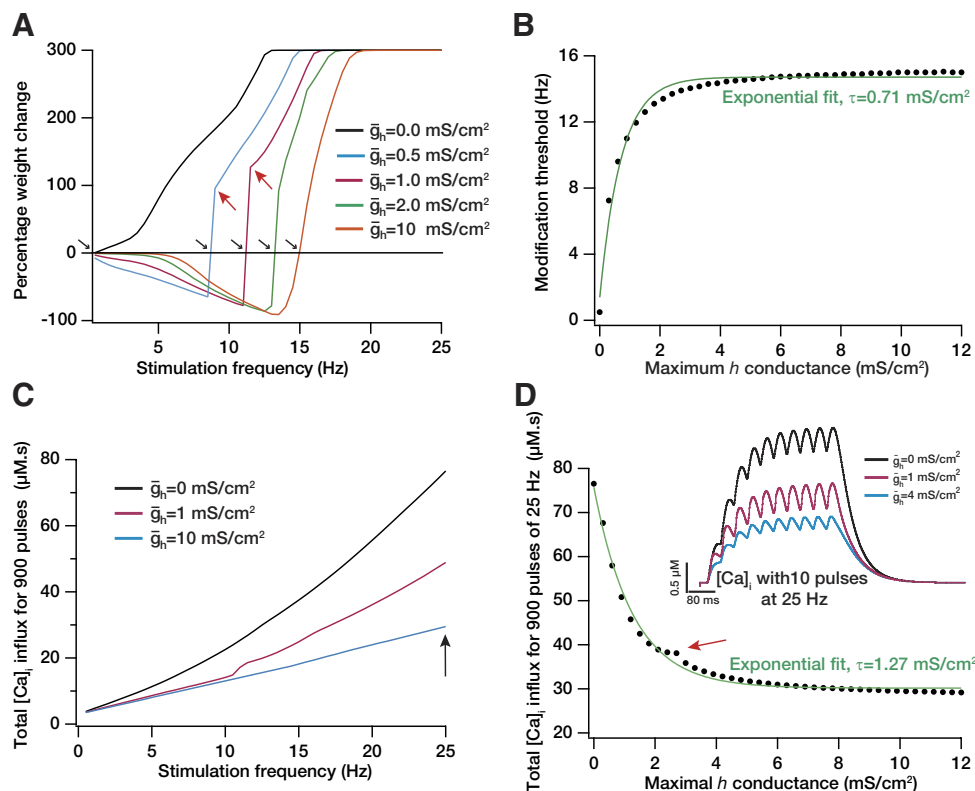 A
300
200
100
0
-100
Percentage weight change
5
10
15
20
25
Stimulation frequency (Hz)
ḡh=0.0 mS/cm²
ḡh=0.5 mS/cm²
ḡh=1.0 mS/cm²
ḡh=2.0 mS/cm²
ḡh=10 mS/cm²
B
16
12
8
4
0
Modification threshold (Hz)
Exponential fit, τ=0.71 mS/cm²
0
2
4
6
8
10
12
Maximum h conductance (mS/cm²)
C
80
60
40
20
0
Total [Ca]i influx for 900 pulses (μM.s)
ḡh=0 mS/cm²
ḡh=1 mS/cm²
ḡh=10 mS/cm²
0
5
10
15
20
25
Stimulation frequency (Hz)
D
80
70
60
50
40
30
20
Total [Ca]i influx for 900 pulses of 25 Hz (μM.s)
ḡh=0 mS/cm²
ḡh=1 mS/cm²
ḡh=4 mS/cm²
0.5 μM
80 ms
[Ca]i with10 pulses
at 25 Hz
Exponential fit, τ=1.27 mS/cm²
0
2
4
6
8
10
12
Maximal h conductance (mS/cm²)